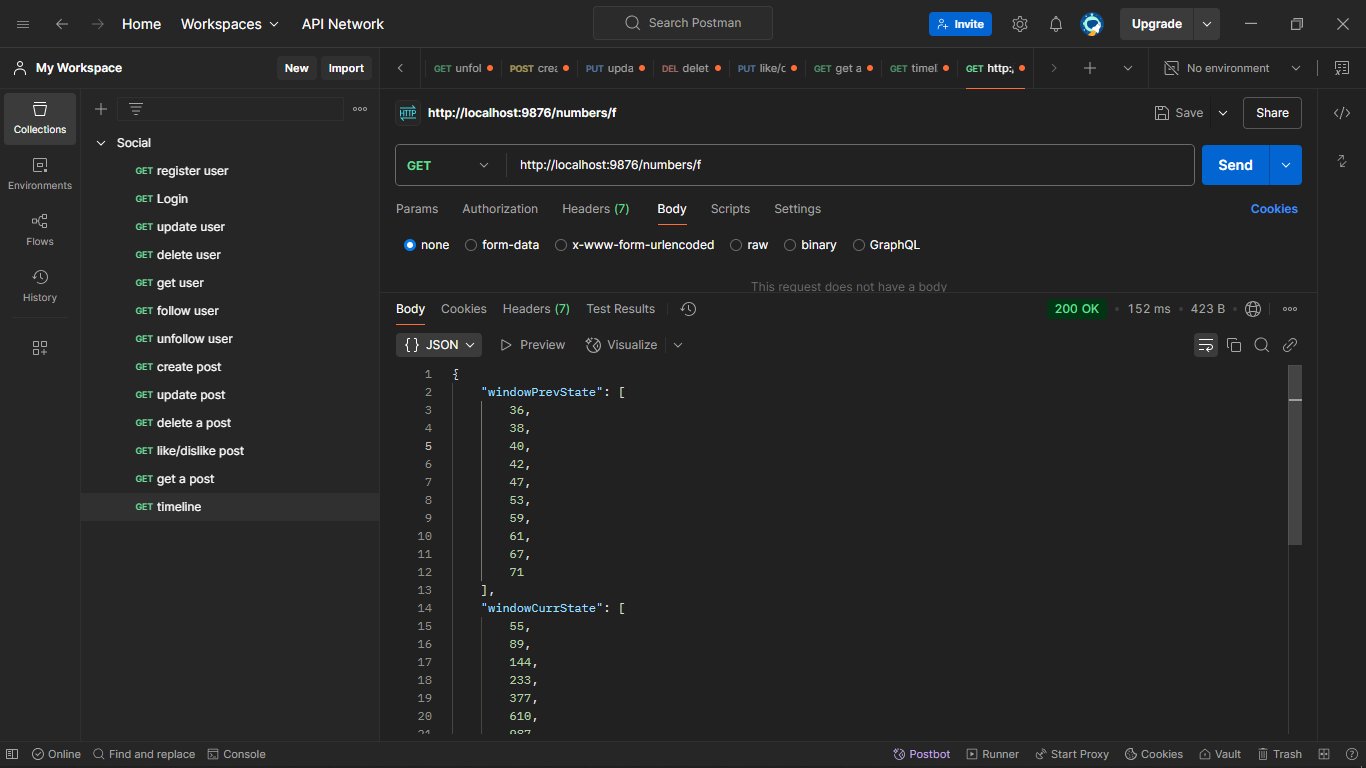 Home Workspaces API Network Search Postman Invite Upgrade
My Workspace New Import GET unfol POST crea PUT upda DEL delet PUT like/c GET get a GET timel GET http:/ No environment
Collections
Environments
Flows
History
Social
GET register user
GET Login
GET update user
GET delete user
GET get user
GET follow user
GET unfollow user
GET create post
GET update post
GET delete a post
GET like/dislike post
GET get a post
GET timeline
HTTP http://localhost:9876/numbers/f Save Share
GET http://localhost:9876/numbers/f Send
Params Authorization Headers (7) Body Scripts Settings Cookies
none form-data x-www-form-urlencoded raw binary GraphQL
This request does not have a body
Body Cookies Headers (7) Test Results 200 OK • 152 ms • 423 B
{} JSON Preview Visualize
1 {
2 "windowPrevState": [
3 36,
4 38,
5 40,
6 42,
7 47,
8 53,
9 59,
10 61,
11 67,
12 71
13 ],
14 "windowCurrState": [
15 55,
16 89,
17 144,
18 233,
19 377,
20 610,
21 987
Online Find and replace Console Postbot Runner Start Proxy Cookies Vault Trash